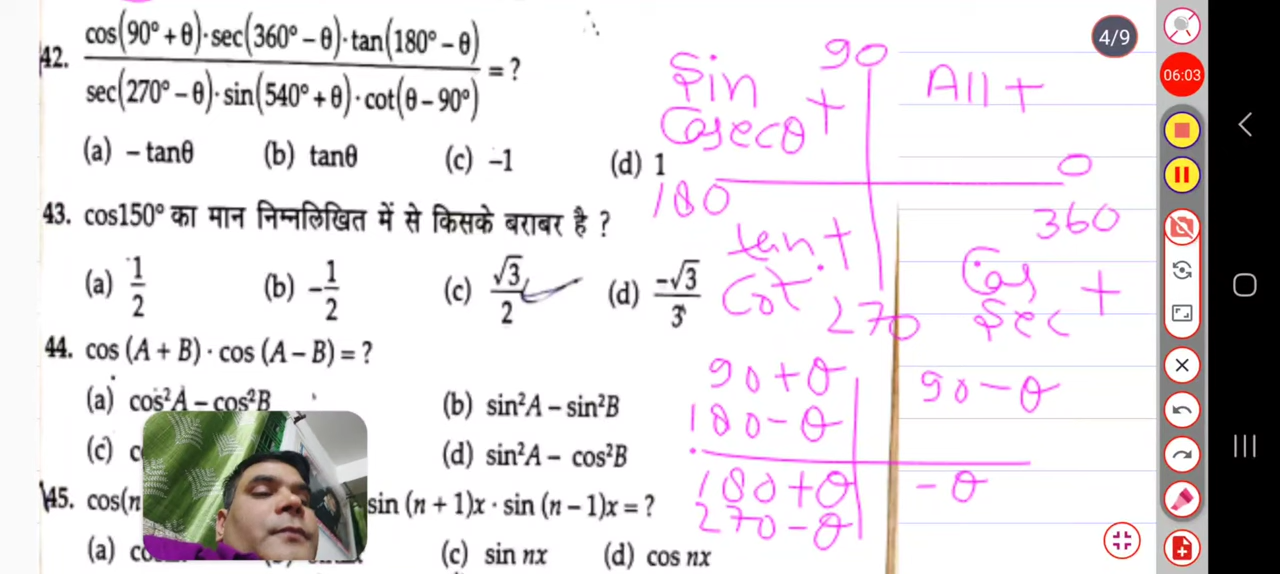 42. cos(90° + θ)·sec(360° − θ)·tan(180° − θ) / sec(270° − θ)·sin(540° + θ)·cot(θ − 90°) = ?
(a) − tanθ (b) tanθ (c) −1 (d) 1
43. cos150° का मान निम्नलिखित में से किसके बराबर है ?
(a) 1/2 (b) −1/2 (c) √3/2 (d) −√3/3
44. cos (A + B) · cos (A − B) = ?
(a) cos²A − cos²B (b) sin²A − sin²B
(c) (d) sin²A − cos²B
45. cos(n sin (n + 1)x · sin (n − 1)x = ?
(a) (c) sin nx (d) cos nx
90
Sin
Cosecθ +
All +
0
180
360
tan +
Cot
270
Cos
Sec +
90+θ
180−θ
90−θ
180+θ
270−θ
−θ
4/9
06:03